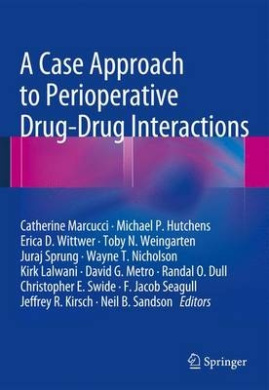 A Case Approach
to Perioperative
Drug-Drug Interactions
Catherine Marcucci · Michael P. Hutchens
Erica D. Wittwer · Toby N. Weingarten
Juraj Sprung · Wayne T. Nicholson
Kirk Lalwani · David G. Metro · Randal O. Dull
Christopher E. Swide · F. Jacob Seagull
Jeffrey R. Kirsch · Neil B. Sandson Editors
Springer